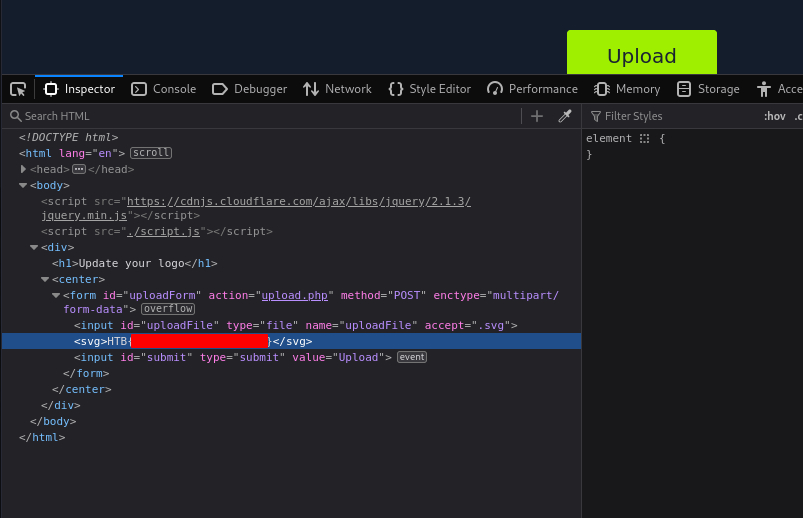 Upload
Inspector Console Debugger Network Style Editor Performance Memory Storage Acce
Search HTML
Filter Styles :hov .c
<!DOCTYPE html>
<html lang="en"> scroll
<head> ••• </head>
<body>
<script src="https://cdnjs.cloudflare.com/ajax/libs/jquery/2.1.3/
jquery.min.js"></script>
<script src="./script.js"></script>
<div>
<h1>Update your logo</h1>
<center>
<form id="uploadForm" action="upload.php" method="POST" enctype="multipart/
form-data"> overflow
<input id="uploadFile" type="file" name="uploadFile" accept=".svg">
<svg>HTB{ }</svg>
<input id="submit" type="submit" value="Upload"> event
</form>
</center>
</div>
</body>
</html>
element {
}